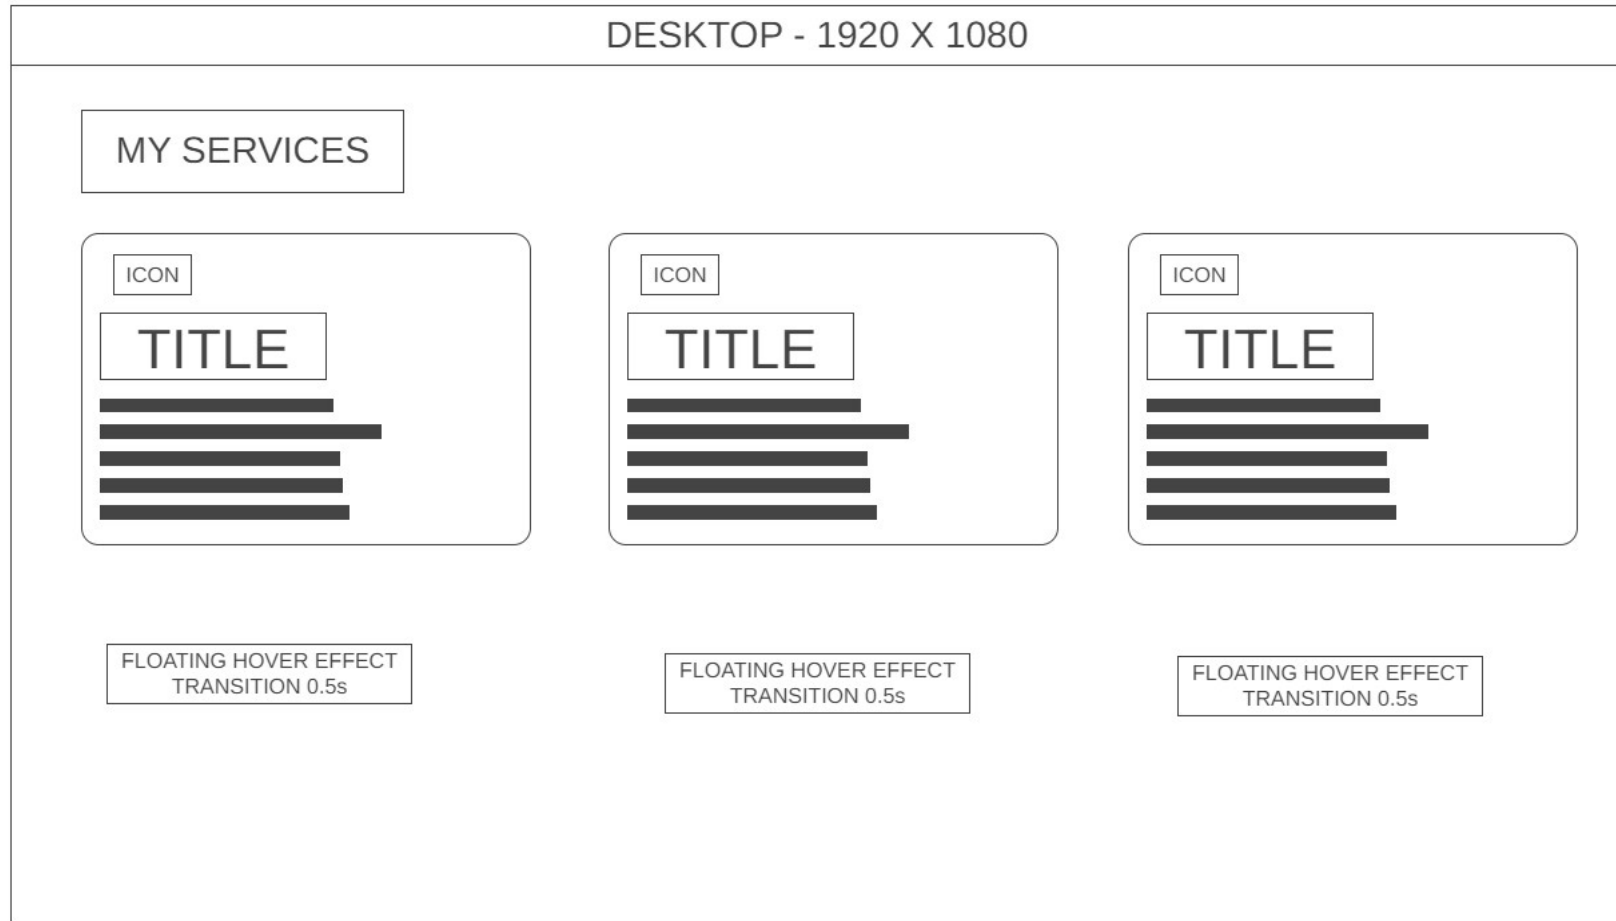 DESKTOP - 1920 X 1080
MY SERVICES
ICON
TITLE
ICON
TITLE
ICON
TITLE
FLOATING HOVER EFFECT
TRANSITION 0.5s
FLOATING HOVER EFFECT
TRANSITION 0.5s
FLOATING HOVER EFFECT
TRANSITION 0.5s